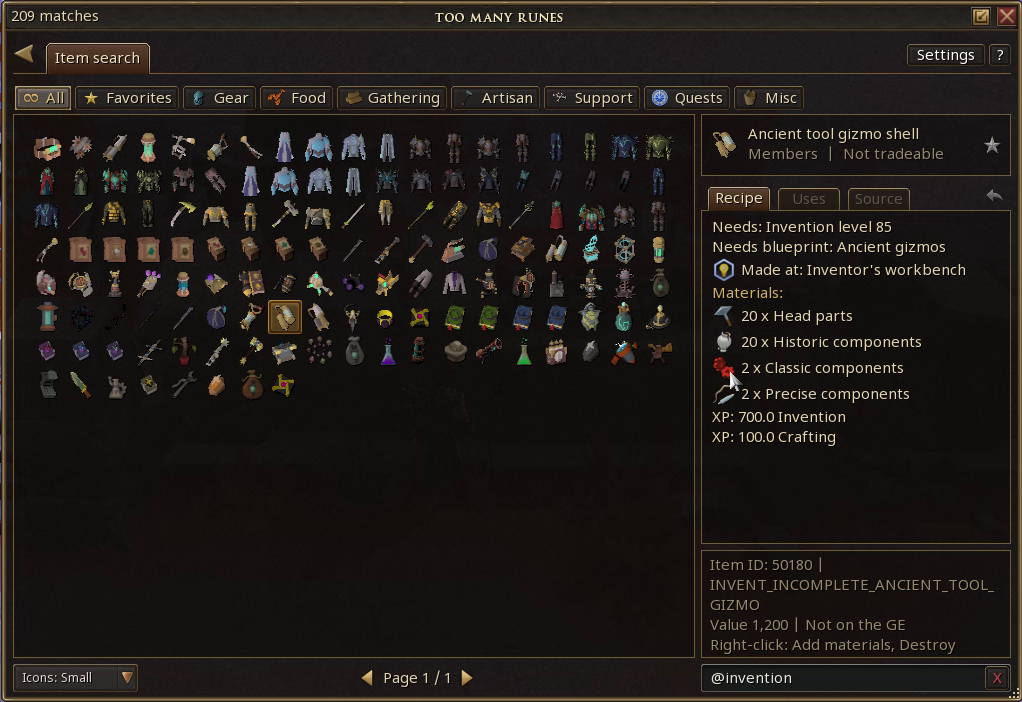 209 matches
TOO MANY RUNES
Item search
Settings
?
All
Favorites
Gear
Food
Gathering
Artisan
Support
Quests
Misc
Ancient tool gizmo shell
Members | Not tradeable
Recipe
Uses
Source
Needs: Invention level 85
Needs blueprint: Ancient gizmos
Made at: Inventor's workbench
Materials:
20 x Head parts
20 x Historic components
2 x Classic components
2 x Precise components
XP: 700.0 Invention
XP: 100.0 Crafting
Item ID: 50180 |
INVENT_INCOMPLETE_ANCIENT_TOOL_
GIZMO
Value 1,200 | Not on the GE
Right-click: Add materials, Destroy
Icons: Small
Page 1 / 1
@invention
X